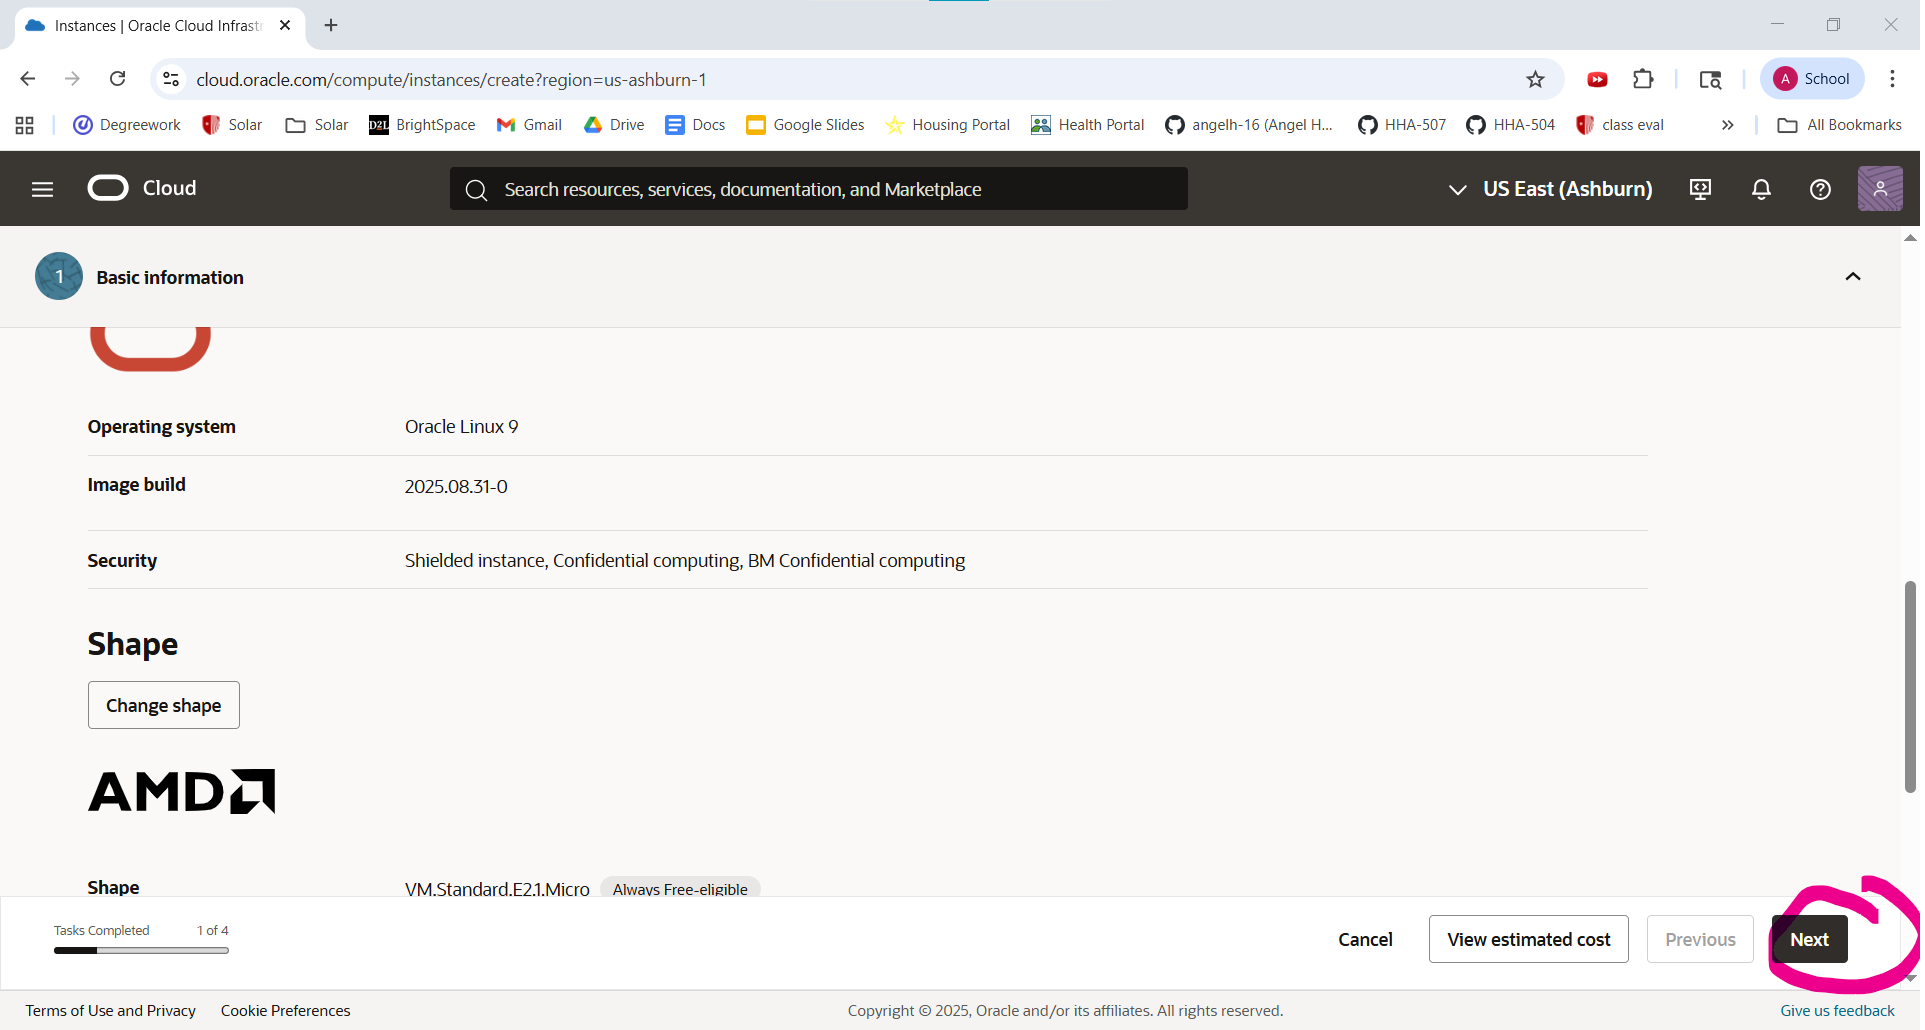 Instances | Oracle Cloud Infrastr
cloud.oracle.com/compute/instances/create?region=us-ashburn-1
A School
Degreework Solar Solar D2L BrightSpace Gmail Drive Docs Google Slides Housing Portal Health Portal angelh-16 (Angel H... HHA-507 HHA-504 class eval All Bookmarks
Cloud Search resources, services, documentation, and Marketplace US East (Ashburn)
1 Basic information
Operating system Oracle Linux 9
Image build 2025.08.31-0
Security Shielded instance, Confidential computing, BM Confidential computing
Shape
Change shape
AMD
Shape VM.Standard.E2.1.Micro Always Free-eligible
Tasks Completed 1 of 4
Cancel View estimated cost Previous Next
Terms of Use and Privacy Cookie Preferences Copyright © 2025, Oracle and/or its affiliates. All rights reserved. Give us feedback